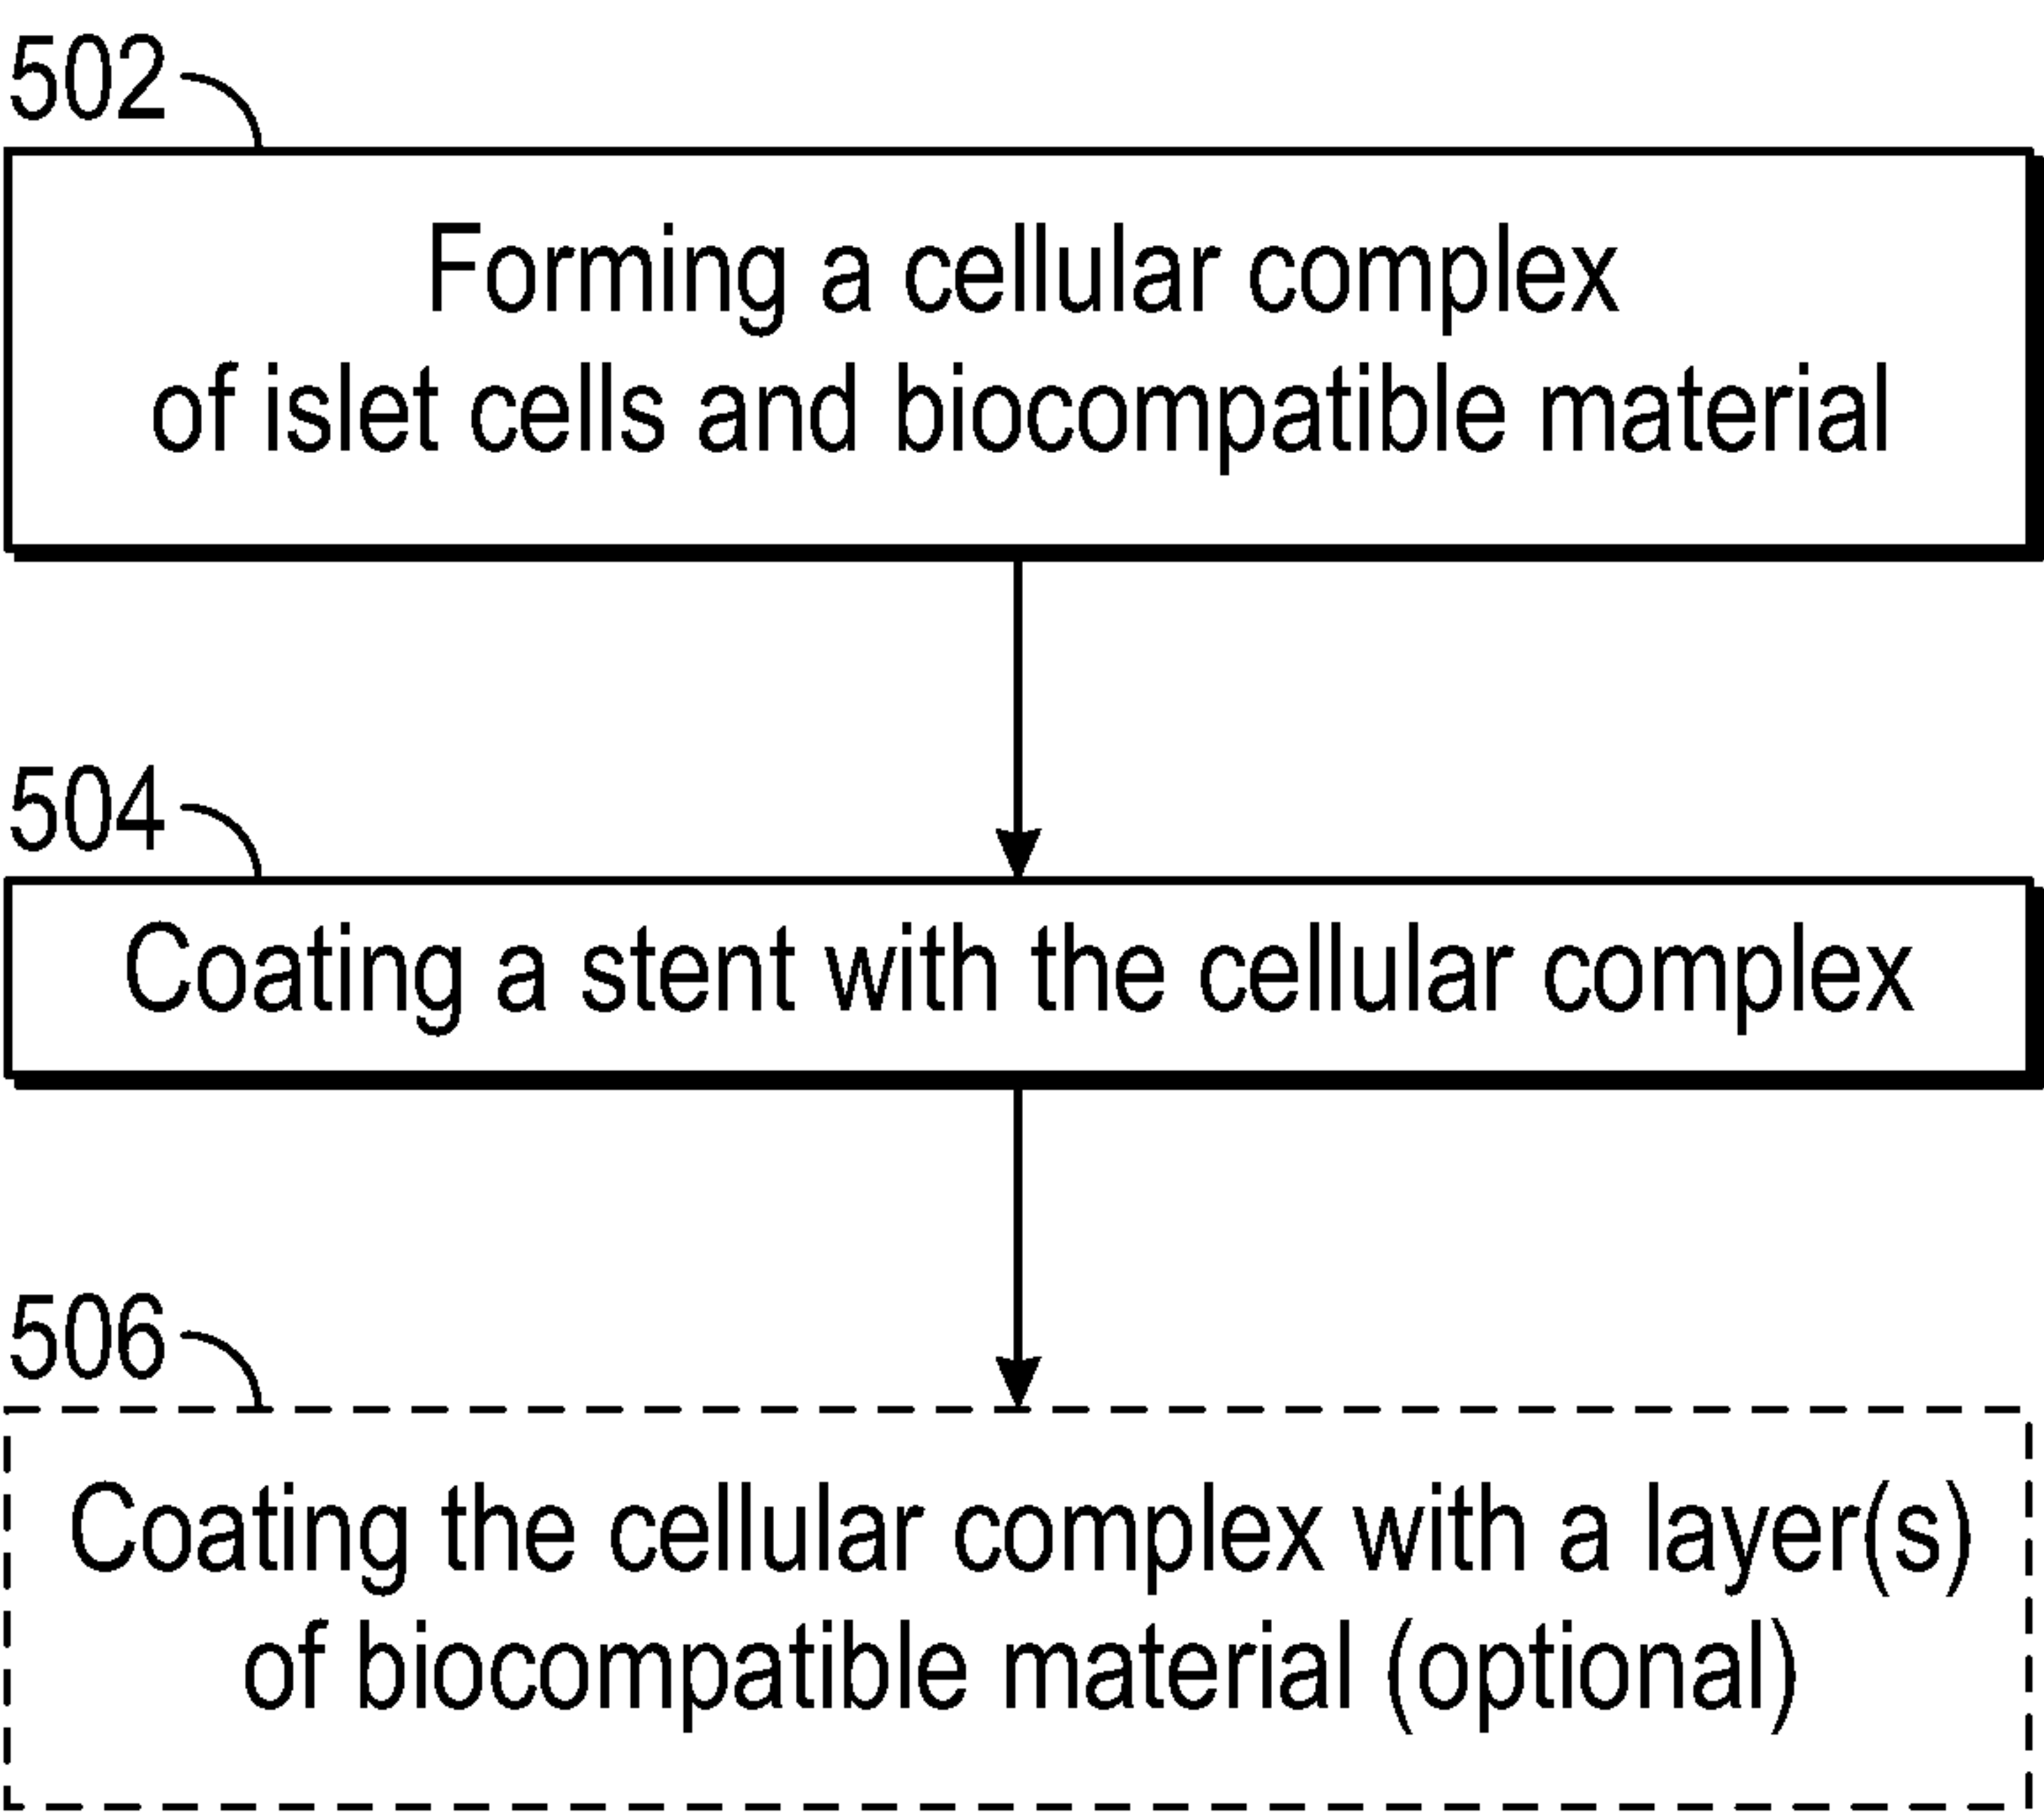 502
Forming a cellular complex
of islet cells and biocompatible material
504
Coating a stent with the cellular complex
506
Coating the cellular complex with a layer(s)
of biocompatible material (optional)